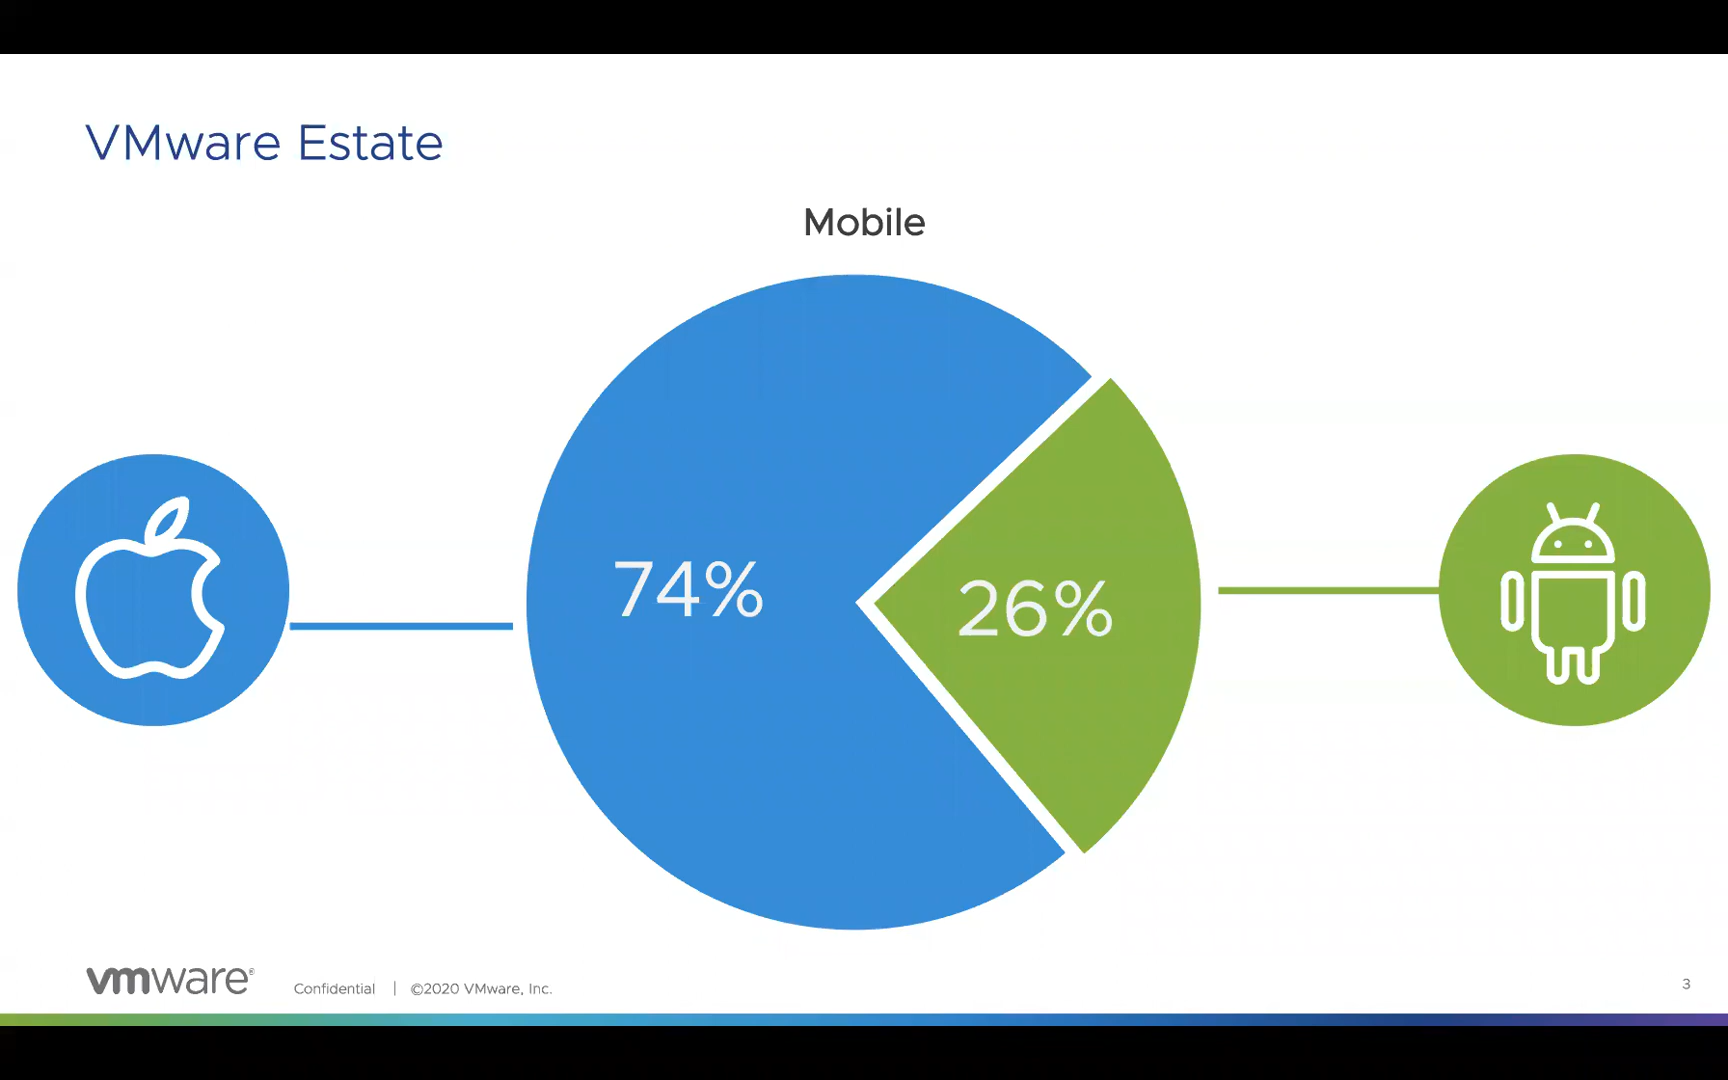 VMware Estate
Mobile
74%
26%
vmware®
Confidential | ©2020 VMware, Inc.
3